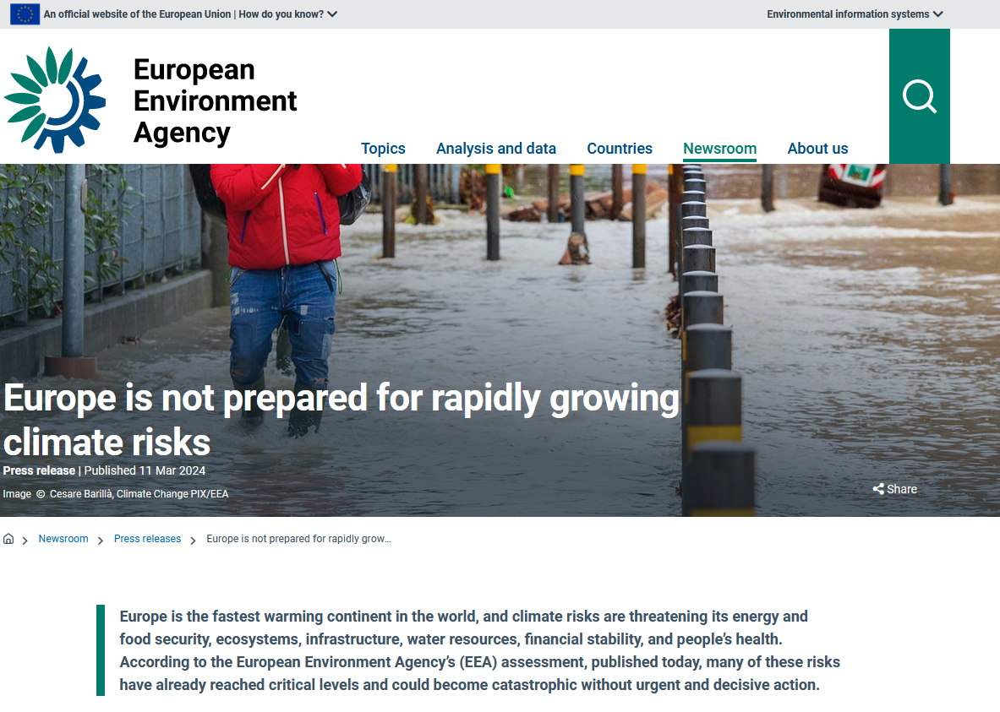 An official website of the European Union | How do you know?
Environmental information systems
European
Environment
Agency
Topics
Analysis and data
Countries
Newsroom
About us
Europe is not prepared for rapidly growing
climate risks
Press release | Published 11 Mar 2024
Image © Cesare Barillà, Climate Change PIX/EEA
Share
Newsroom
Press releases
Europe is not prepared for rapidly grow…
Europe is the fastest warming continent in the world, and climate risks are threatening its energy and
food security, ecosystems, infrastructure, water resources, financial stability, and people’s health.
According to the European Environment Agency’s (EEA) assessment, published today, many of these risks
have already reached critical levels and could become catastrophic without urgent and decisive action.